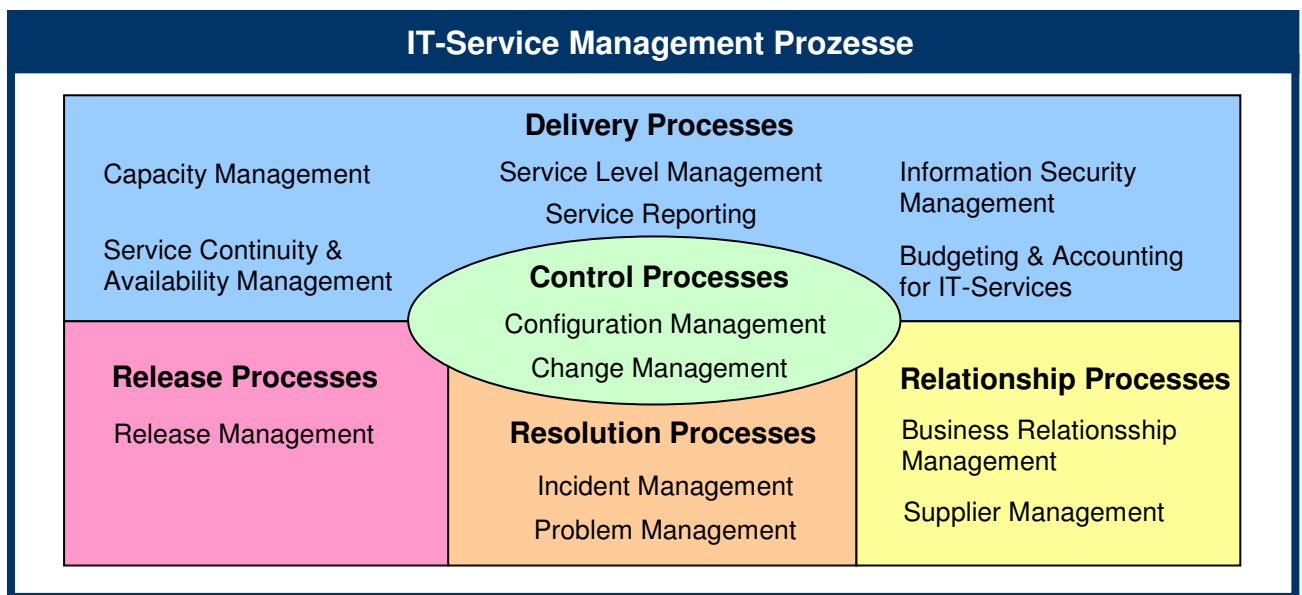 IT-Service Management Prozesse
Delivery Processes
Capacity Management
Service Continuity &
Availability Management
Service Level Management
Service Reporting
Information Security
Management
Budgeting & Accounting
for IT-Services
Control Processes
Configuration Management
Change Management
Release Processes
Release Management
Resolution Processes
Incident Management
Problem Management
Relationship Processes
Business Relationsship
Management
Supplier Management